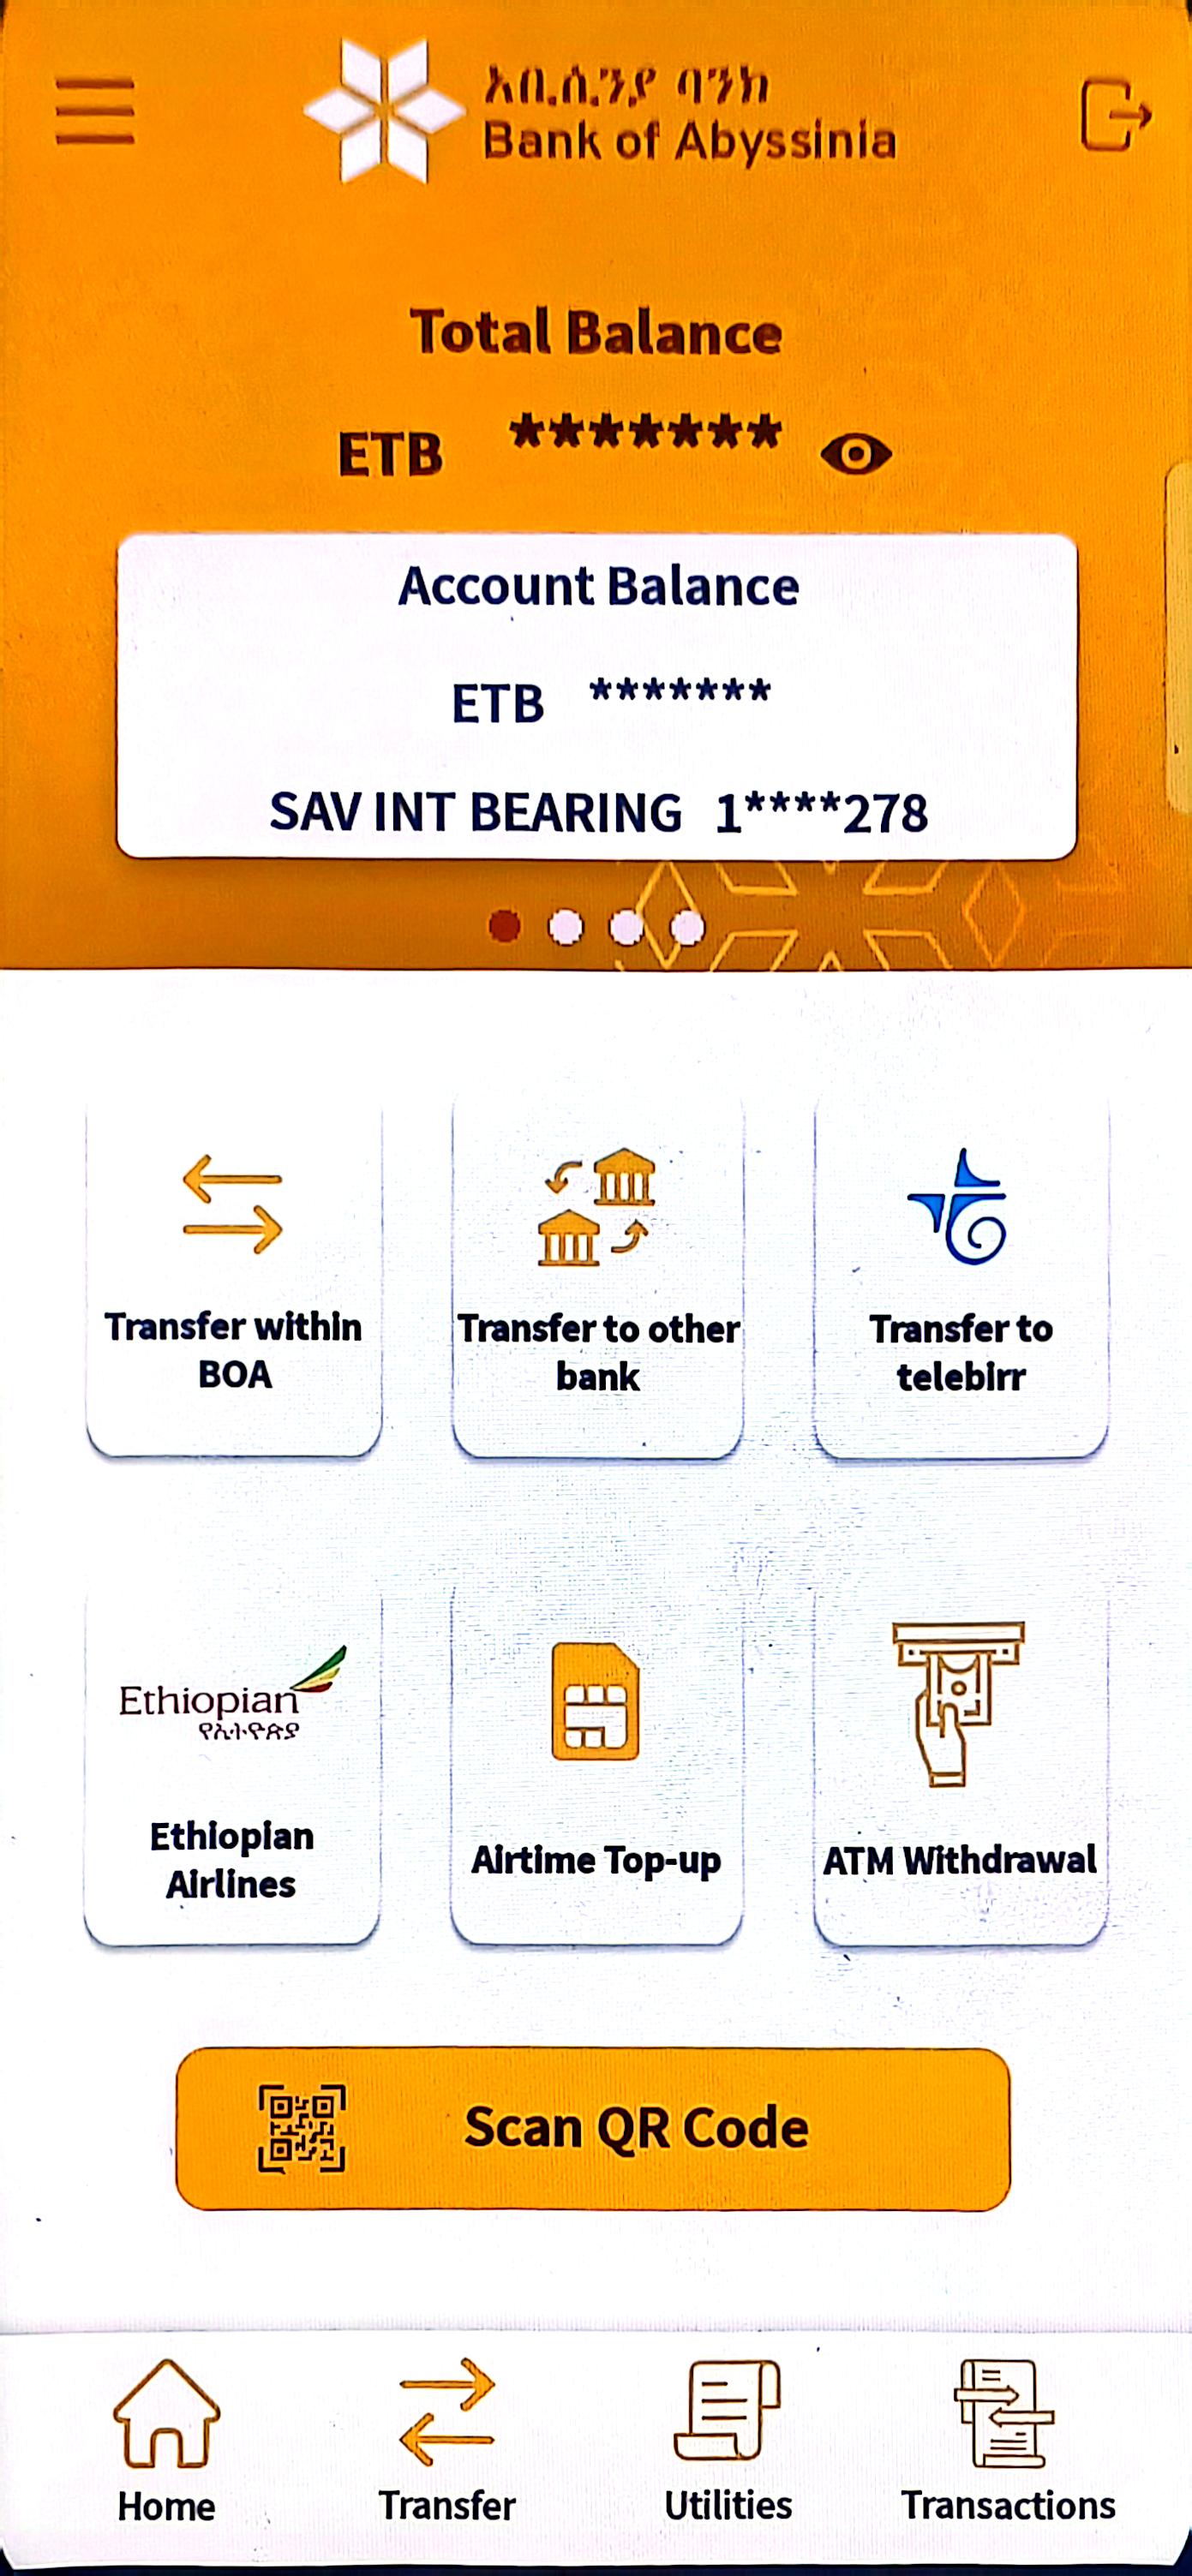 አቢሲንያ ባንክ
Bank of Abyssinia
Total Balance
ETB *******
Account Balance
ETB *******
SAV INT BEARING 1****278
Transfer within
BOA
Transfer to other
bank
Transfer to
telebirr
Ethiopian
የኢትዮጵያ
Ethiopian
Airlines
Airtime Top-up
ATM Withdrawal
Scan QR Code
Home
Transfer
Utilities
Transactions